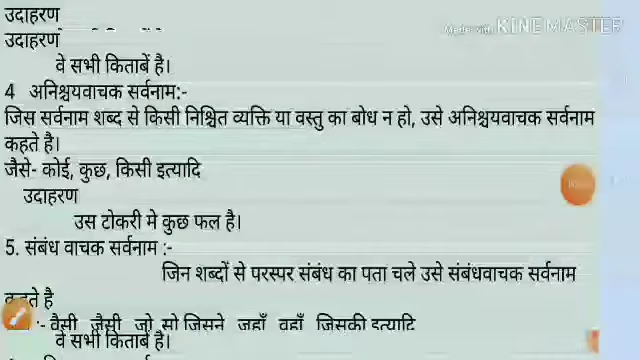 उदाहरण
उदाहरण
Made with KINEMASTER
वे सभी किताबें है।
4 अनिश्चयवाचक सर्वनाम:-
जिस सर्वनाम शब्द से किसी निश्चित व्यक्ति या वस्तु का बोध न हो, उसे अनिश्चयवाचक सर्वनाम
कहते है।
जैसे- कोई, कुछ, किसी इत्यादि
उदाहरण
उस टोकरी मे कुछ फल है।
5. संबंध वाचक सर्वनाम :-
जिन शब्दों से परस्पर संबंध का पता चले उसे संबंधवाचक सर्वनाम
कहते है
:- वैसी जैसी जो सो जिसने जहाँ वहाँ जिसकी इत्यादि
वे सभी किताबें है।